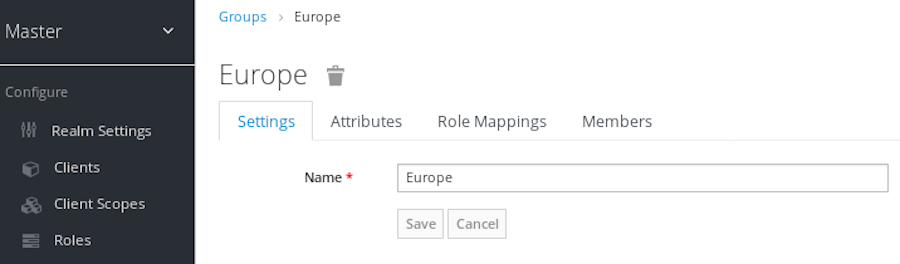 Master
Configure
Realm Settings
Clients
Client Scopes
Roles
Groups > Europe
Europe
Settings Attributes Role Mappings Members
Name * Europe
Save Cancel